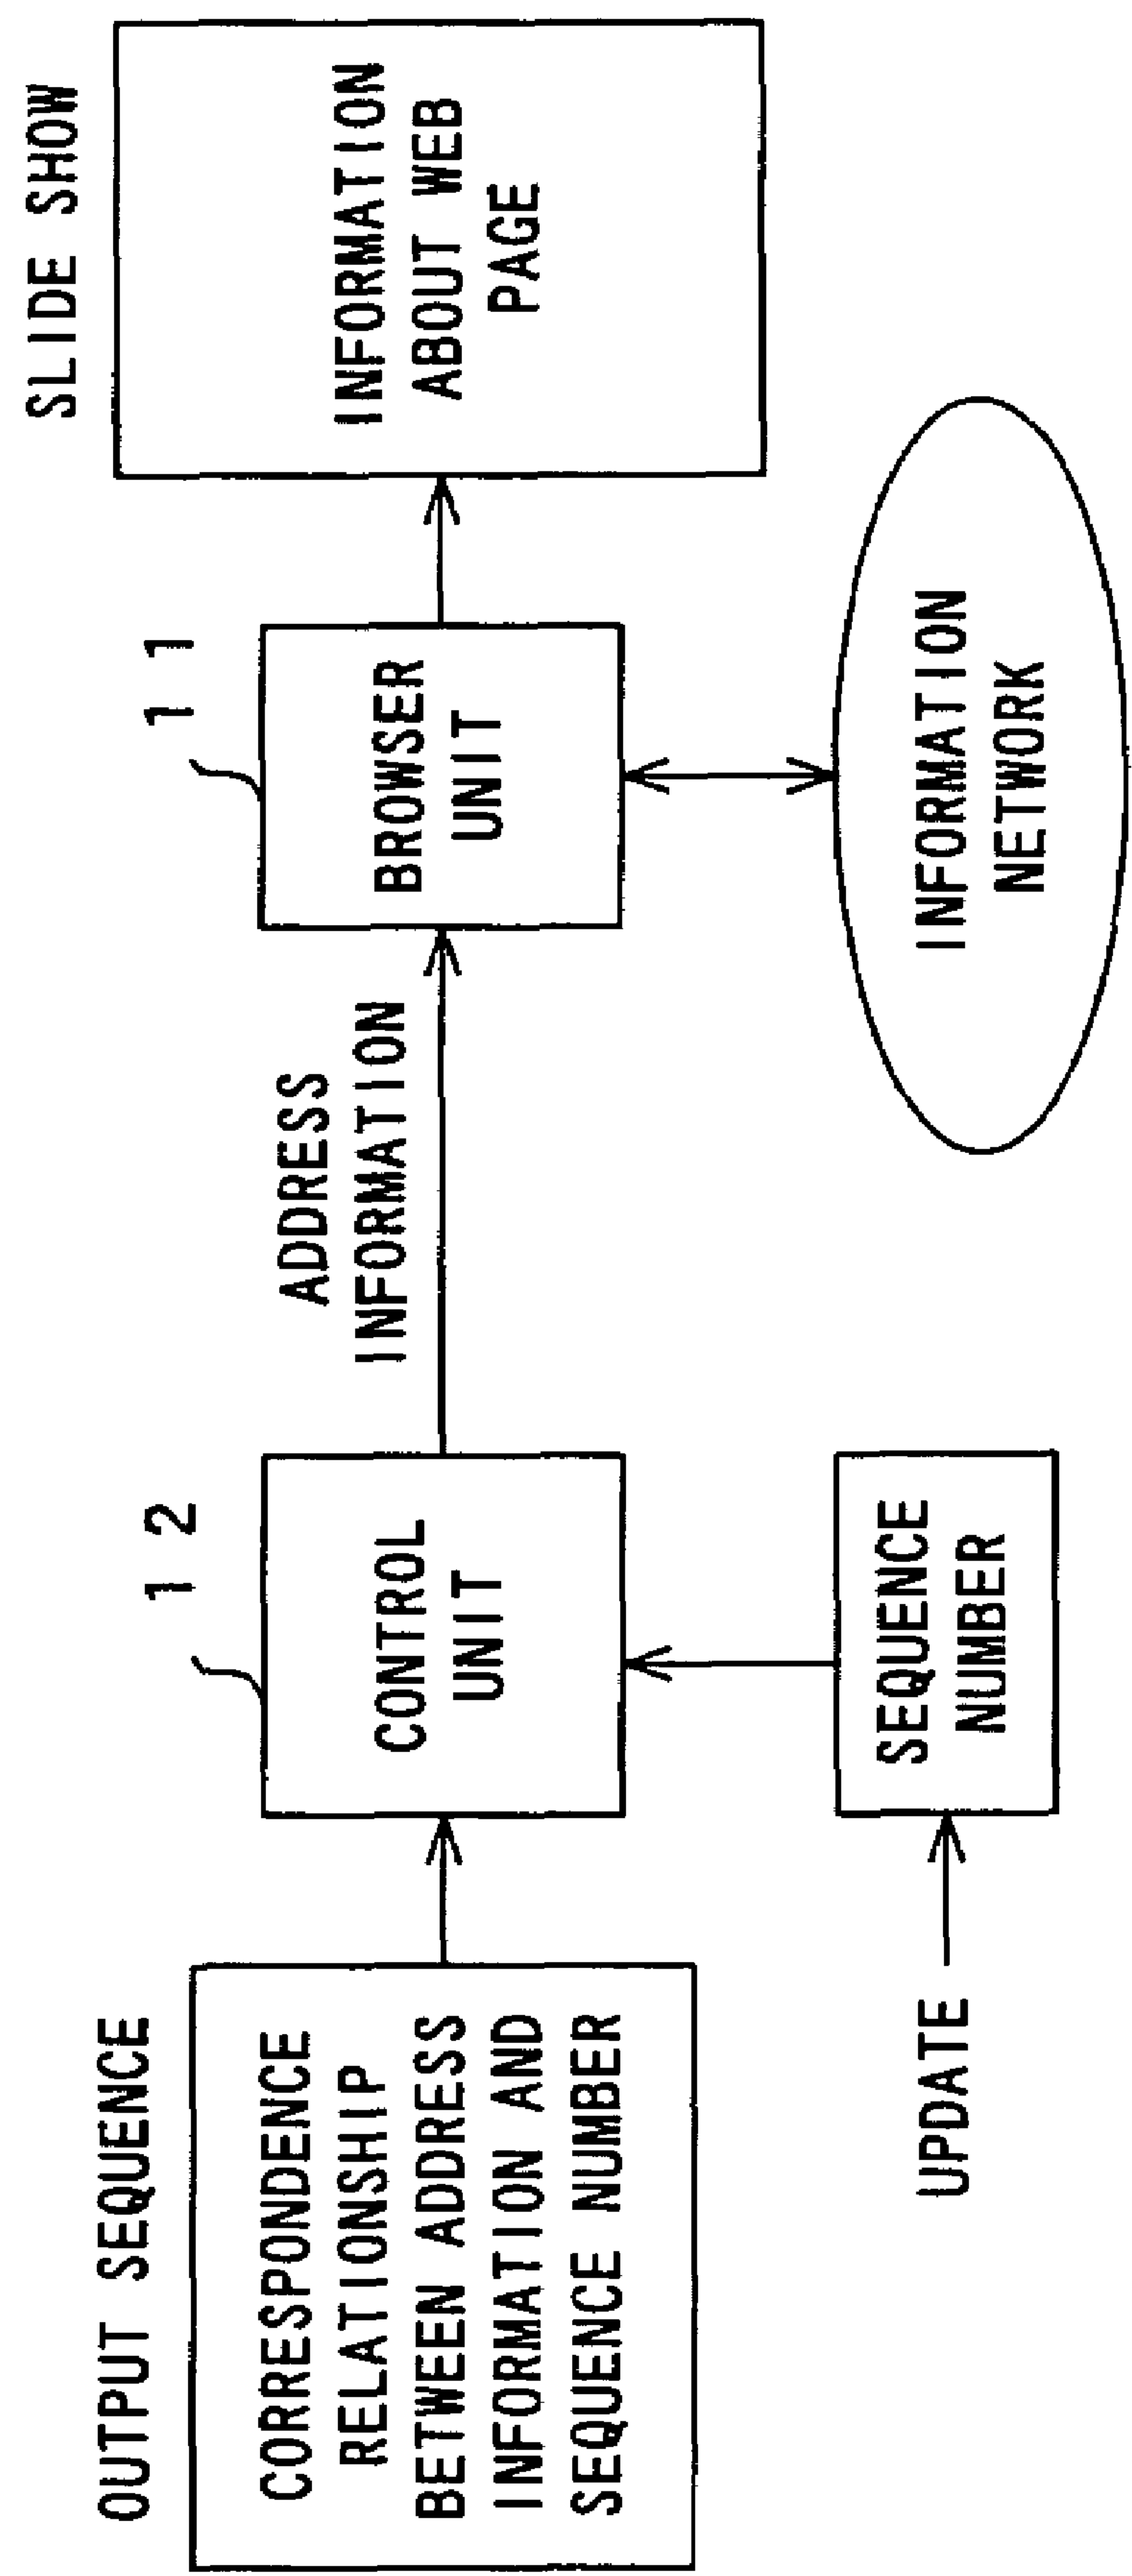 OUTPUT SEQUENCE
CORRESPONDENCE
RELATIONSHIP
BETWEEN ADDRESS
INFORMATION AND
SEQUENCE NUMBER
12
CONTROL
UNIT
UPDATE
SEQUENCE
NUMBER
ADDRESS
INFORMATION
11
BROWSER
UNIT
INFORMATION
NETWORK
SLIDE SHOW
INFORMATION
ABOUT WEB
PAGE